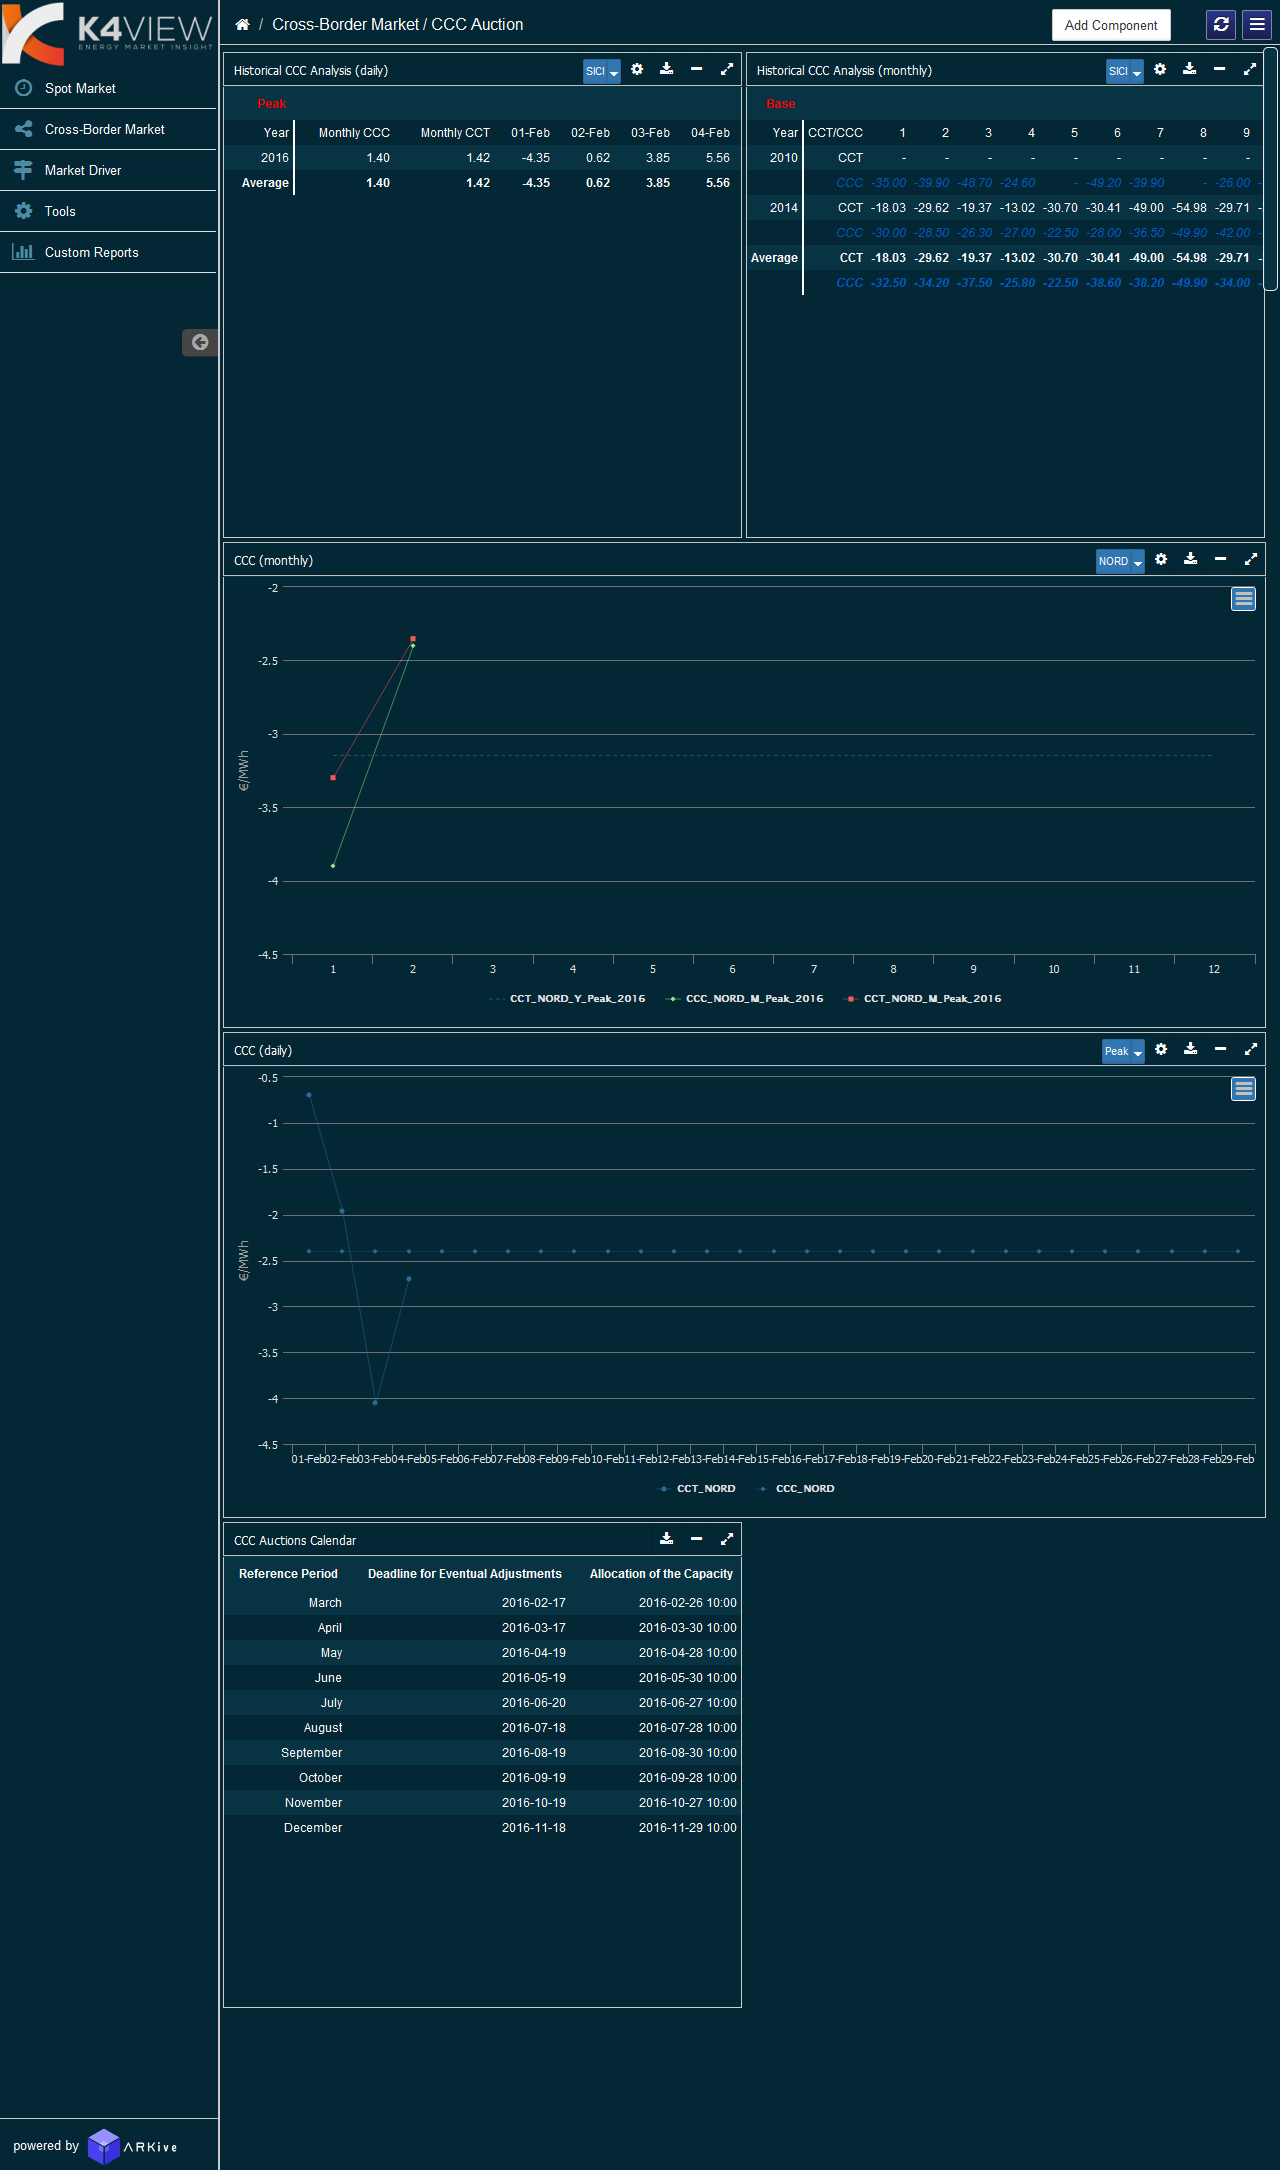 K4VIEW
ENERGY MARKET INSIGHT
/ Cross-Border Market / CCC Auction
Add Component
Spot Market
Cross-Border Market
Market Driver
Tools
Custom Reports
Historical CCC Analysis (daily)
SICI
Peak
Year Monthly CCC Monthly CCT 01-Feb 02-Feb 03-Feb 04-Feb
2016 1.40 1.42 -4.35 0.62 3.85 5.56
Average 1.40 1.42 -4.35 0.62 3.85 5.56
Historical CCC Analysis (monthly)
SICI
Base
Year CCT/CCC 1 2 3 4 5 6 7 8 9
2010 CCT - - - - - - - - -
CCC -35.00 -39.90 -48.70 -24.60 - -49.20 -39.90 - -26.00
2014 CCT -18.03 -29.62 -19.37 -13.02 -30.70 -30.41 -49.00 -54.98 -29.71 -
CCC -30.00 -28.50 -26.30 -27.00 -22.50 -28.00 -36.50 -49.90 -42.00 -
Average CCT -18.03 -29.62 -19.37 -13.02 -30.70 -30.41 -49.00 -54.98 -29.71 -
CCC -32.50 -34.20 -37.50 -25.80 -22.50 -38.60 -38.20 -49.90 -34.00 -
CCC (monthly)
NORD
-2
-2.5
-3
-3.5
-4
-4.5
€/MWh
1 2 3 4 5 6 7 8 9 10 11 12
CCT_NORD_Y_Peak_2016 CCC_NORD_M_Peak_2016 CCT_NORD_M_Peak_2016
CCC (daily)
Peak
-0.5
-1
-1.5
-2
-2.5
-3
-3.5
-4
-4.5
€/MWh
01-Feb 02-Feb 03-Feb 04-Feb 05-Feb 06-Feb 07-Feb 08-Feb 09-Feb 10-Feb 11-Feb 12-Feb 13-Feb 14-Feb 15-Feb 16-Feb 17-Feb 18-Feb 19-Feb 20-Feb 21-Feb 22-Feb 23-Feb 24-Feb 25-Feb 26-Feb 27-Feb 28-Feb 29-Feb
CCT_NORD CCC_NORD
CCC Auctions Calendar
Reference Period Deadline for Eventual Adjustments Allocation of the Capacity
March 2016-02-17 2016-02-26 10:00
April 2016-03-17 2016-03-30 10:00
May 2016-04-19 2016-04-28 10:00
June 2016-05-19 2016-05-30 10:00
July 2016-06-20 2016-06-27 10:00
August 2016-07-18 2016-07-28 10:00
September 2016-08-19 2016-08-30 10:00
October 2016-09-19 2016-09-28 10:00
November 2016-10-19 2016-10-27 10:00
December 2016-11-18 2016-11-29 10:00
powered by ARKive